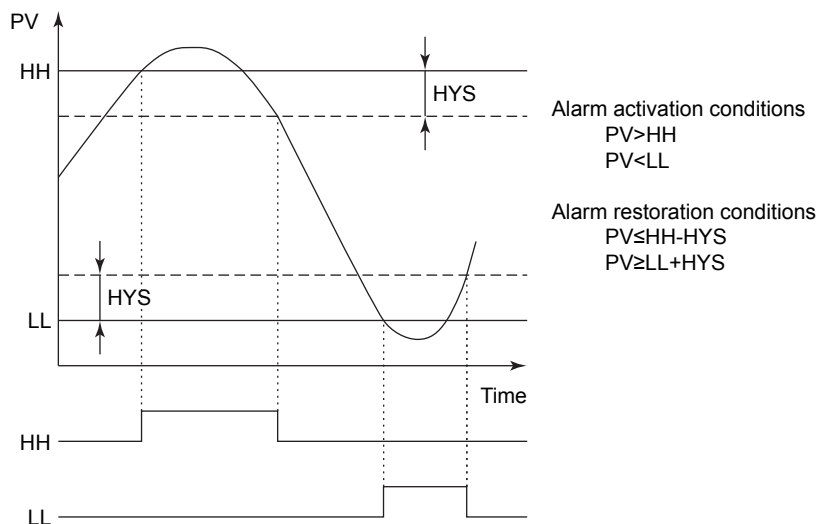 PV
HH
HYS
HYS
LL
Time
HH
LL
Alarm activation conditions
PV>HH
PV<LL
Alarm restoration conditions
PV≤HH-HYS
PV≥LL+HYS